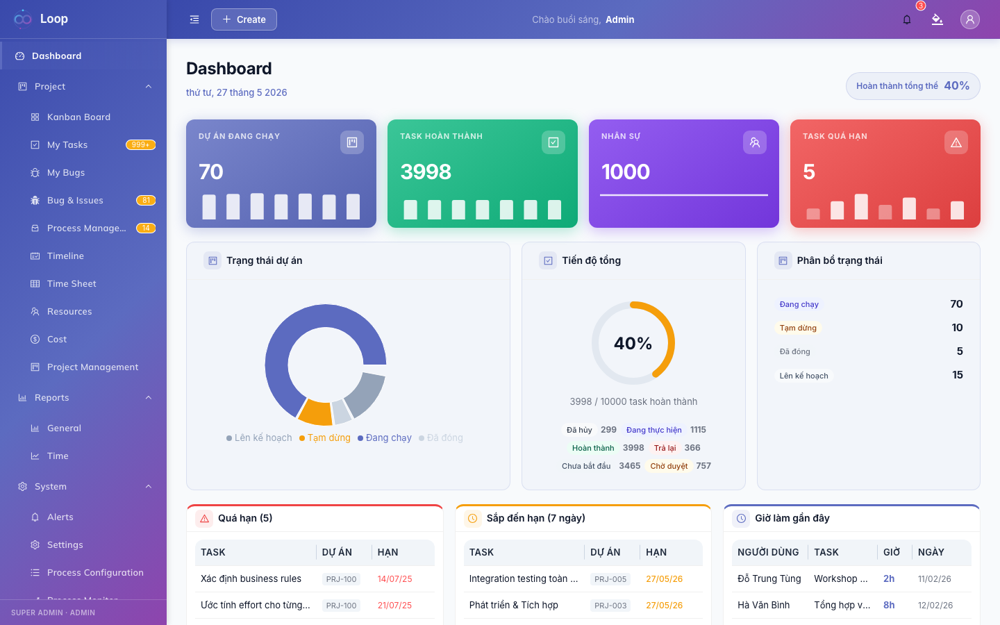 Loop
Create
Chào buổi sáng, Admin
3
Dashboard
Project
Kanban Board
My Tasks 999+
My Bugs
Bug & Issues 81
Process Manage... 14
Timeline
Time Sheet
Resources
Cost
Project Management
Reports
General
Time
System
Alerts
Settings
Process Configuration
Process Monitor
SUPER ADMIN · ADMIN
Dashboard
thứ tư, 27 tháng 5 2026
Hoàn thành tổng thể 40%
DỰ ÁN ĐANG CHẠY
70
TASK HOÀN THÀNH
3998
NHÂN SỰ
1000
TASK QUÁ HẠN
5
Trạng thái dự án
Lên kế hoạch Tạm dừng Đang chạy Đã đóng
Tiến độ tổng
40%
3998 / 10000 task hoàn thành
Đã hủy 299 Đang thực hiện 1115
Hoàn thành 3998 Trả lại 366
Chưa bắt đầu 3465 Chờ duyệt 757
Phân bổ trạng thái
Đang chạy 70
Tạm dừng 10
Đã đóng 5
Lên kế hoạch 15
Quá hạn (5)
TASK DỰ ÁN HẠN
Xác định business rules PRJ-100 14/07/25
Ước tính effort cho từng... PRJ-100 21/07/25
Sắp đến hạn (7 ngày)
TASK DỰ ÁN HẠN
Integration testing toàn ... PRJ-005 27/05/26
Phát triển & Tích hợp PRJ-003 27/05/26
Giờ làm gần đây
NGƯỜI DÙNG TASK GIỜ NGÀY
Đỗ Trung Tùng Workshop ... 2h 11/02/26
Hà Văn Bình Tổng hợp v... 8h 12/02/26